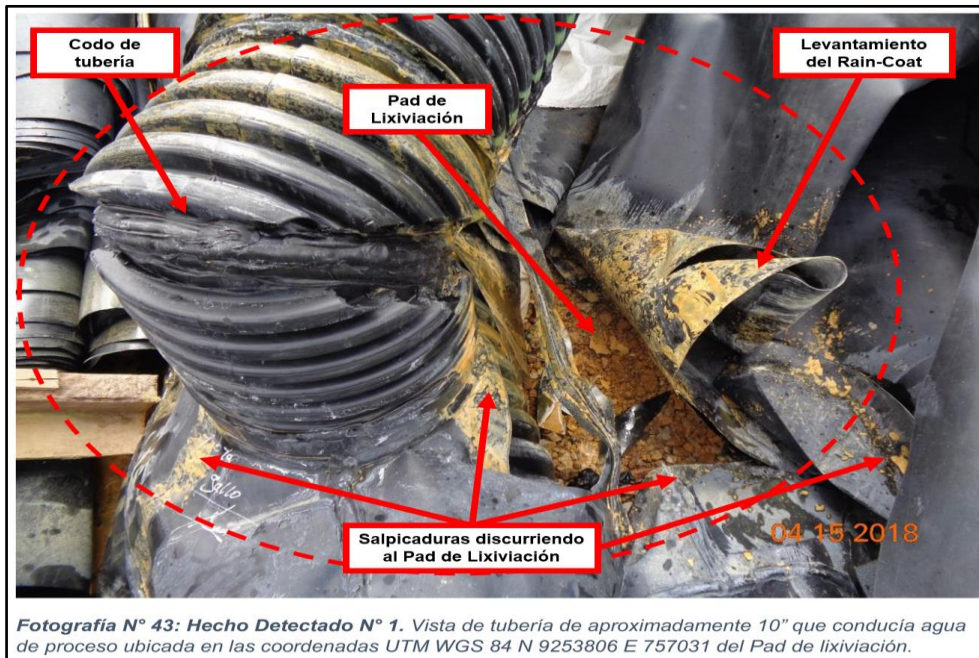 Codo de
tubería
Levantamiento
del Rain-Coat
Pad de
Lixiviación
Salpicaduras discurriendo
al Pad de Lixiviación
04 15 2018
Fotografía N° 43: Hecho Detectado N° 1. Vista de tubería de aproximadamente 10” que conducía agua
de proceso ubicada en las coordenadas UTM WGS 84 N 9253806 E 757031 del Pad de lixiviación.